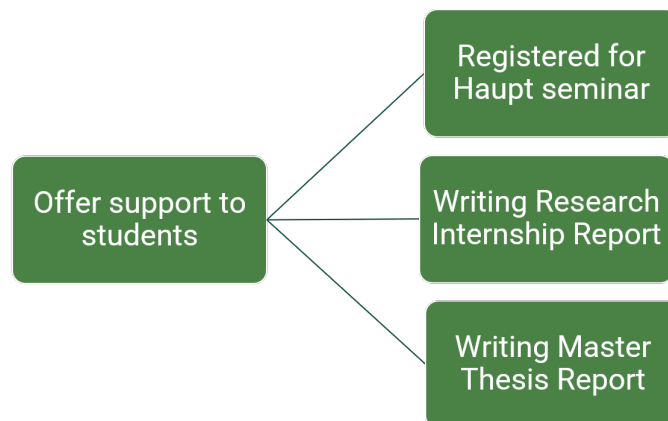 Offer support to
students
Registered for
Haupt seminar
Writing Research
Internship Report
Writing Master
Thesis Report